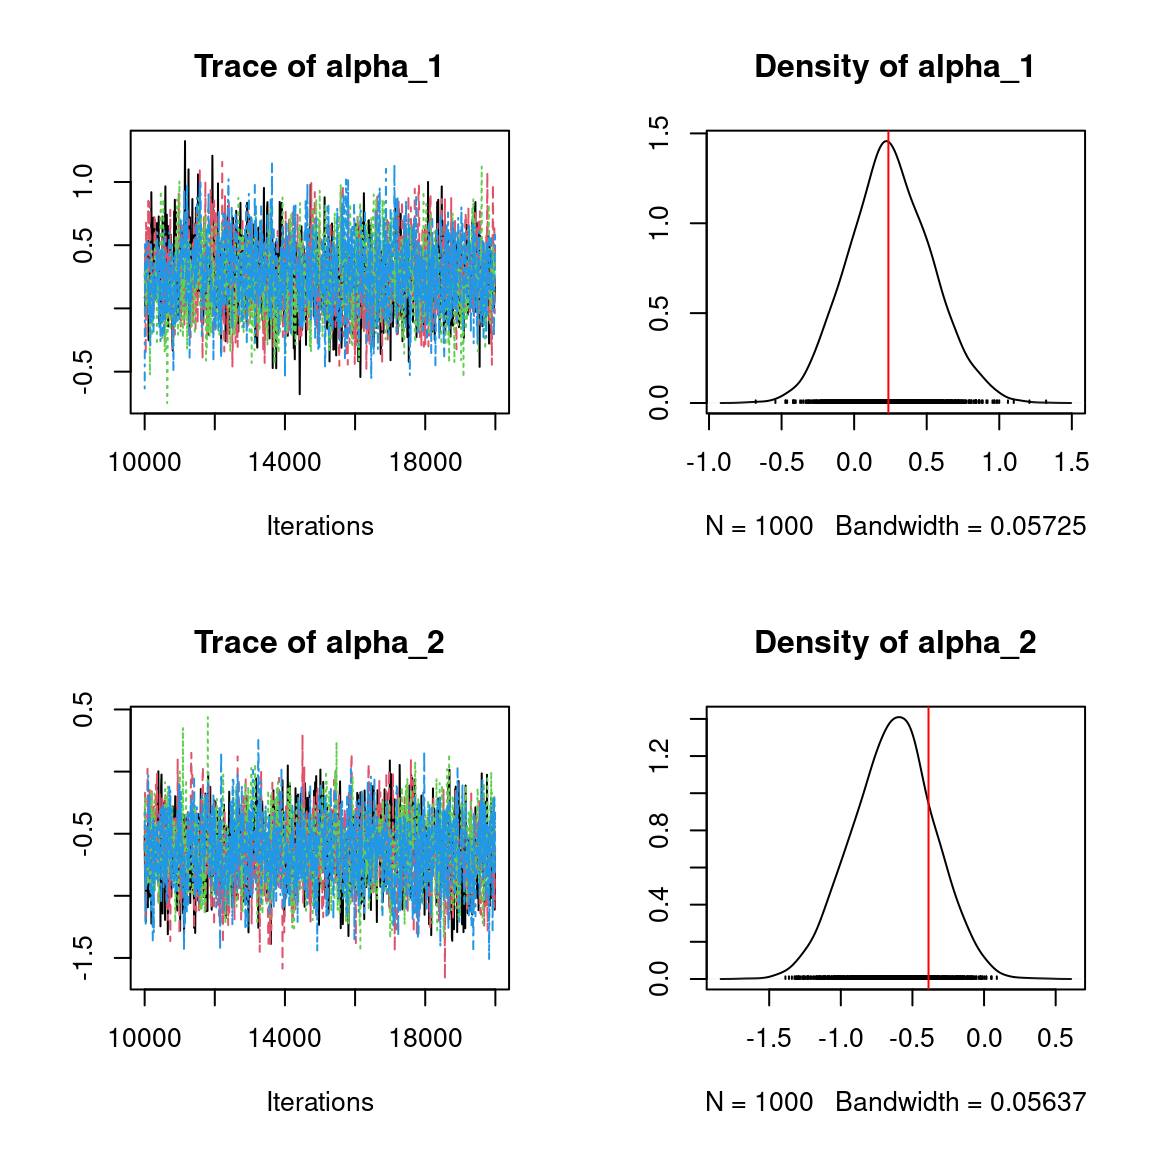 Trace of alpha_1
1.0
0.5
-0.5
10000 14000 18000
Iterations
Density of alpha_1
1.5
1.0
0.5
0.0
-1.0 -0.5 0.0 0.5 1.0 1.5
N = 1000 Bandwidth = 0.05725
Trace of alpha_2
0.5
-0.5
-1.5
10000 14000 18000
Iterations
Density of alpha_2
1.2
0.8
0.4
0.0
-1.5 -1.0 -0.5 0.0 0.5
N = 1000 Bandwidth = 0.05637